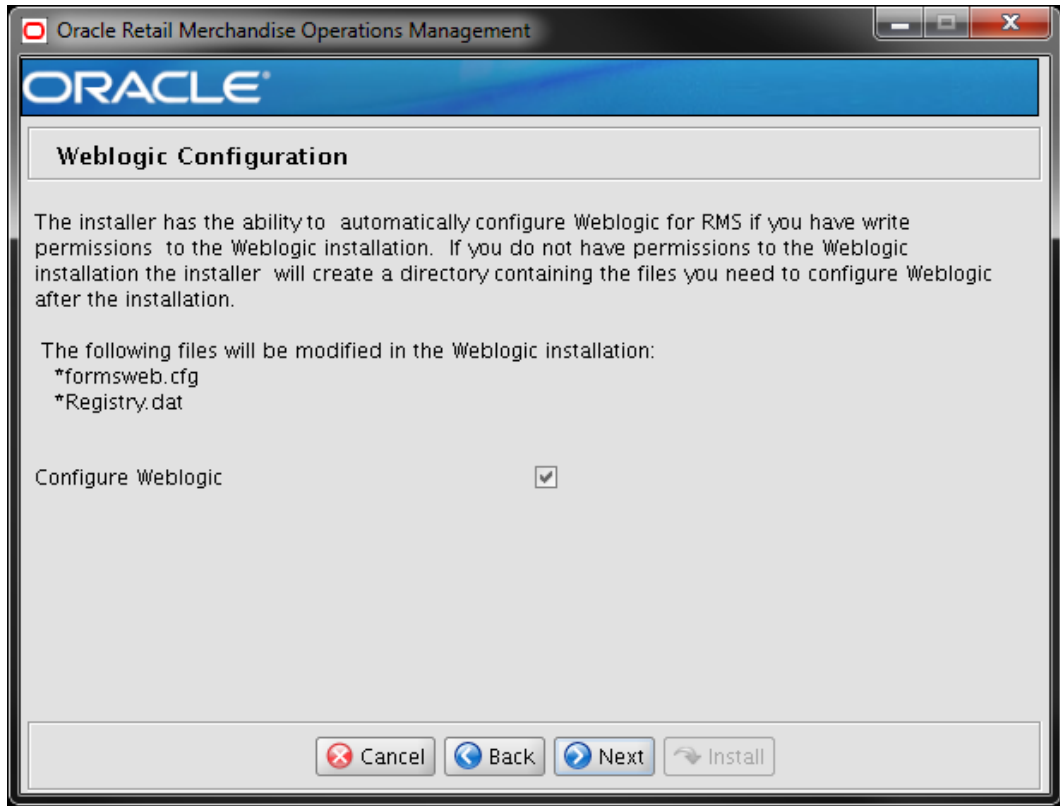 Oracle Retail Merchandise Operations Management
ORACLE
Weblogic Configuration
The installer has the ability to  automatically configure Weblogic for RMS if you have write
permissions  to the Weblogic installation.  If you do not have permissions to the Weblogic
installation the installer  will create a directory containing the files you need to configure Weblogic
after the installation.
The following files will be modified in the Weblogic installation:
*formsweb.cfg
*Registry.dat
Configure Weblogic
Cancel Back Next Install